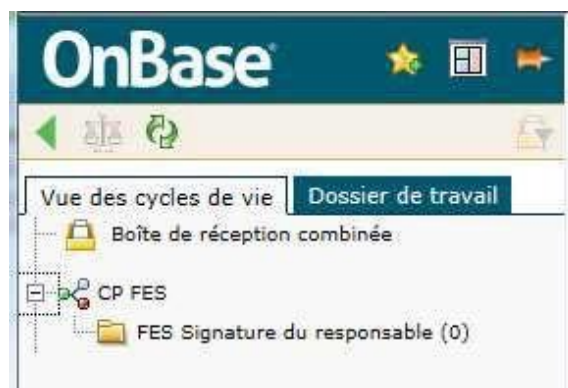 OnBase
Vue des cycles de vie Dossier de travail
Boîte de réception combinée
CP FES
FES Signature du responsable (0)